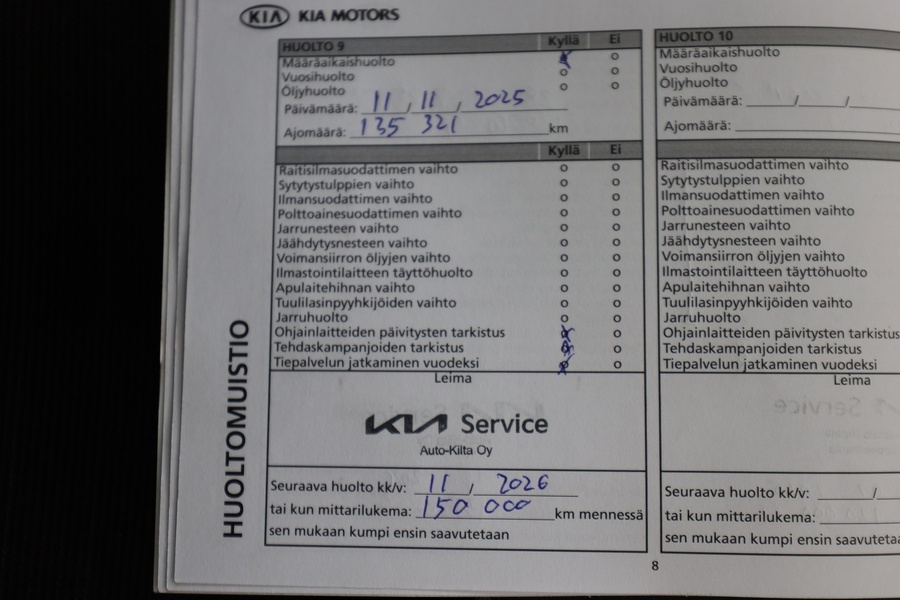 KIA KIA MOTORS
HUOLTO 9 Kyllä Ei
Määräaikaishuolto
Vuosihuolto
Öljyhuolto
Päivämäärä: 11 / 11 / 2025
Ajomäärä: 135 321 km
Kyllä Ei
Raitisilmasuodattimen vaihto
Sytytystulppien vaihto
Ilmansuodattimen vaihto
Polttoainesuodattimen vaihto
Jarrunesteen vaihto
Jäähdytysnesteen vaihto
Voimansiirron öljyjen vaihto
Ilmastointilaitteen täyttöhuolto
Apulaitehihnan vaihto
Tuulilasinpyyhkijöiden vaihto
Jarruhuolto
Ohjainlaitteiden päivitysten tarkistus
Tehdaskampanjoiden tarkistus
Tiepalvelun jatkaminen vuodeksi
Leima
KIA Service
Auto-Kilta Oy
Seuraava huolto kk/v: 11 / 2026
tai kun mittarilukema: 150 000 km mennessä
sen mukaan kumpi ensin saavutetaan
HUOLTO 10
Määräaikaishuolto
Vuosihuolto
Öljyhuolto
Päivämäärä: / /
Ajomäärä:
Raitisilmasuodattimen vaihto
Sytytystulppien vaihto
Ilmansuodattimen vaihto
Polttoainesuodattimen vaihto
Jarrunesteen vaihto
Jäähdytysnesteen vaihto
Voimansiirron öljyjen vaihto
Ilmastointilaitteen täyttöhuolto
Apulaitehihnan vaihto
Tuulilasinpyyhkijöiden vaihto
Jarruhuolto
Ohjainlaitteiden päivitysten tarkistus
Tehdaskampanjoiden tarkistus
Tiepalvelun jatkaminen vuodeksi
Leima
Seuraava huolto kk/v: /
tai kun mittarilukema:
sen mukaan kumpi ensin saavuteta
HUOLTOMUISTIO
8